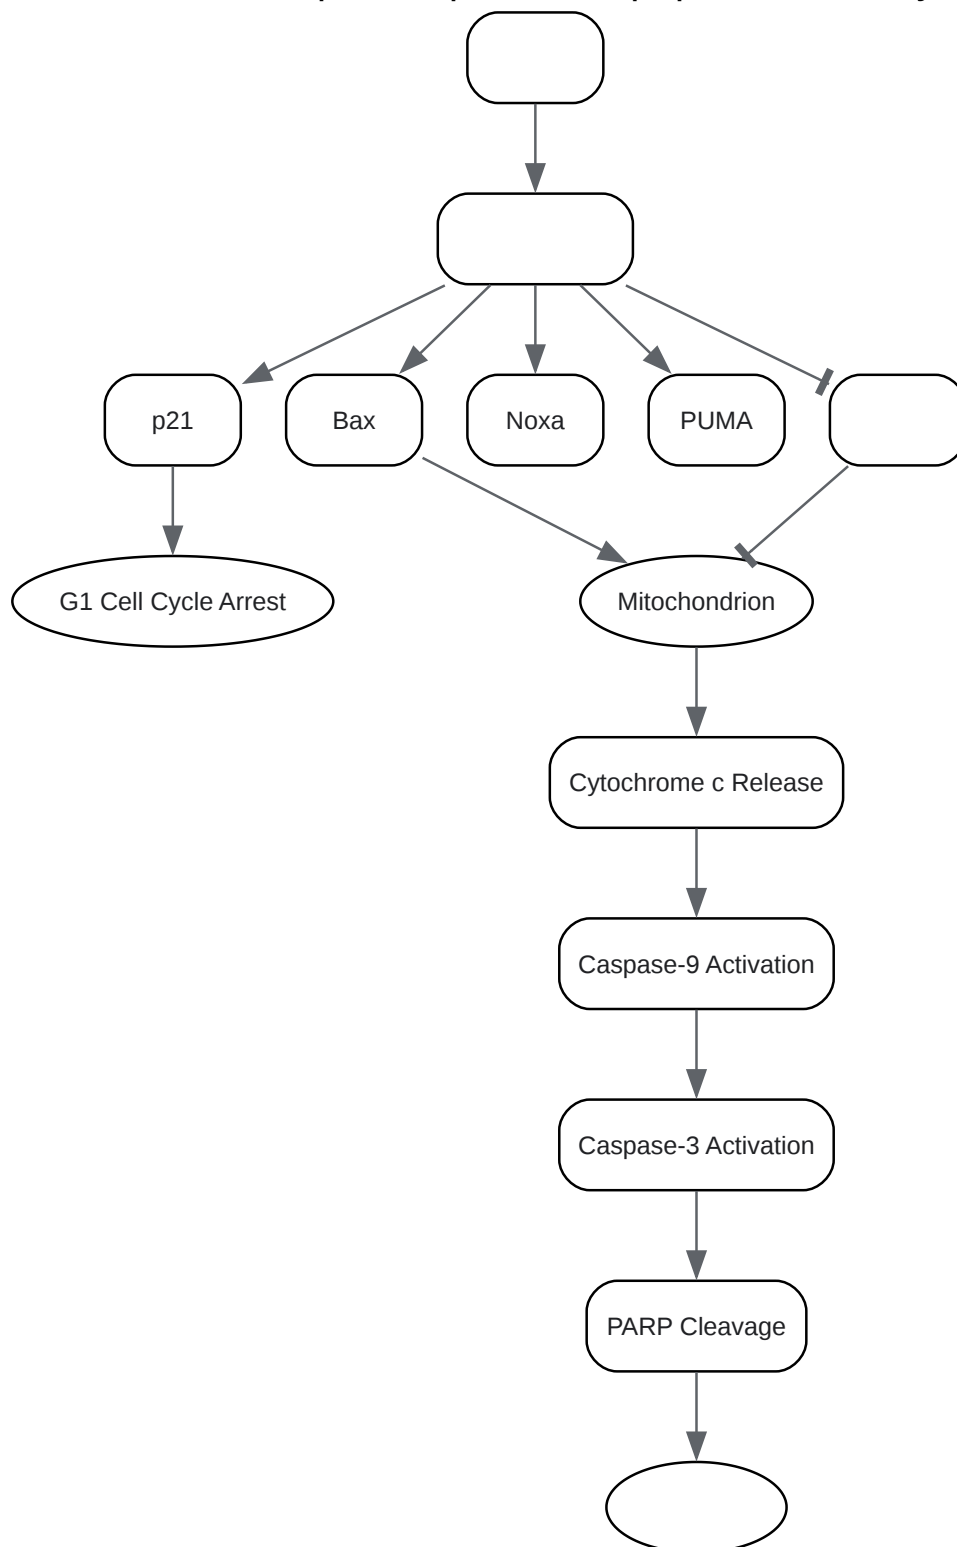 p21
Bax
Noxa
PUMA
G1 Cell Cycle Arrest
Mitochondrion
Cytochrome c Release
Caspase-9 Activation
Caspase-3 Activation
PARP Cleavage